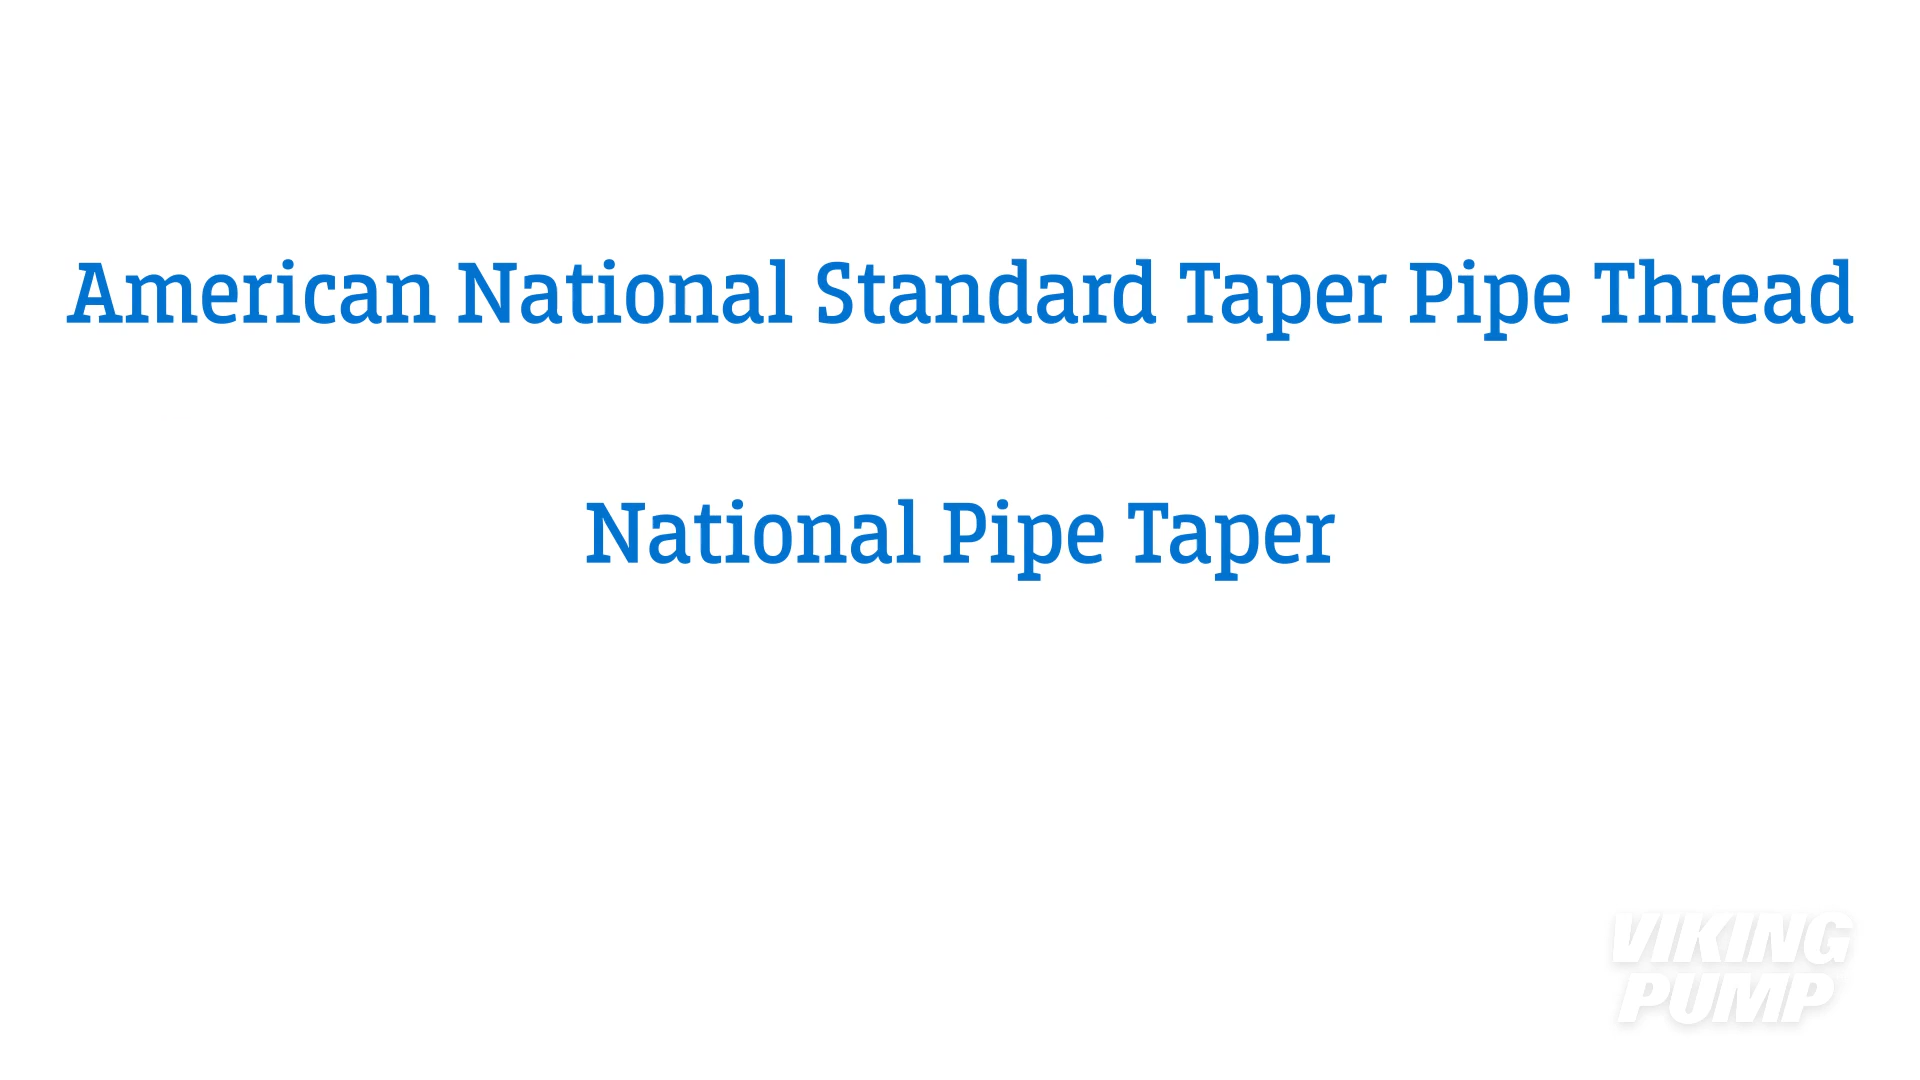 American National Standard Taper Pipe Thread
National Pipe Taper
VIKING
PUMP